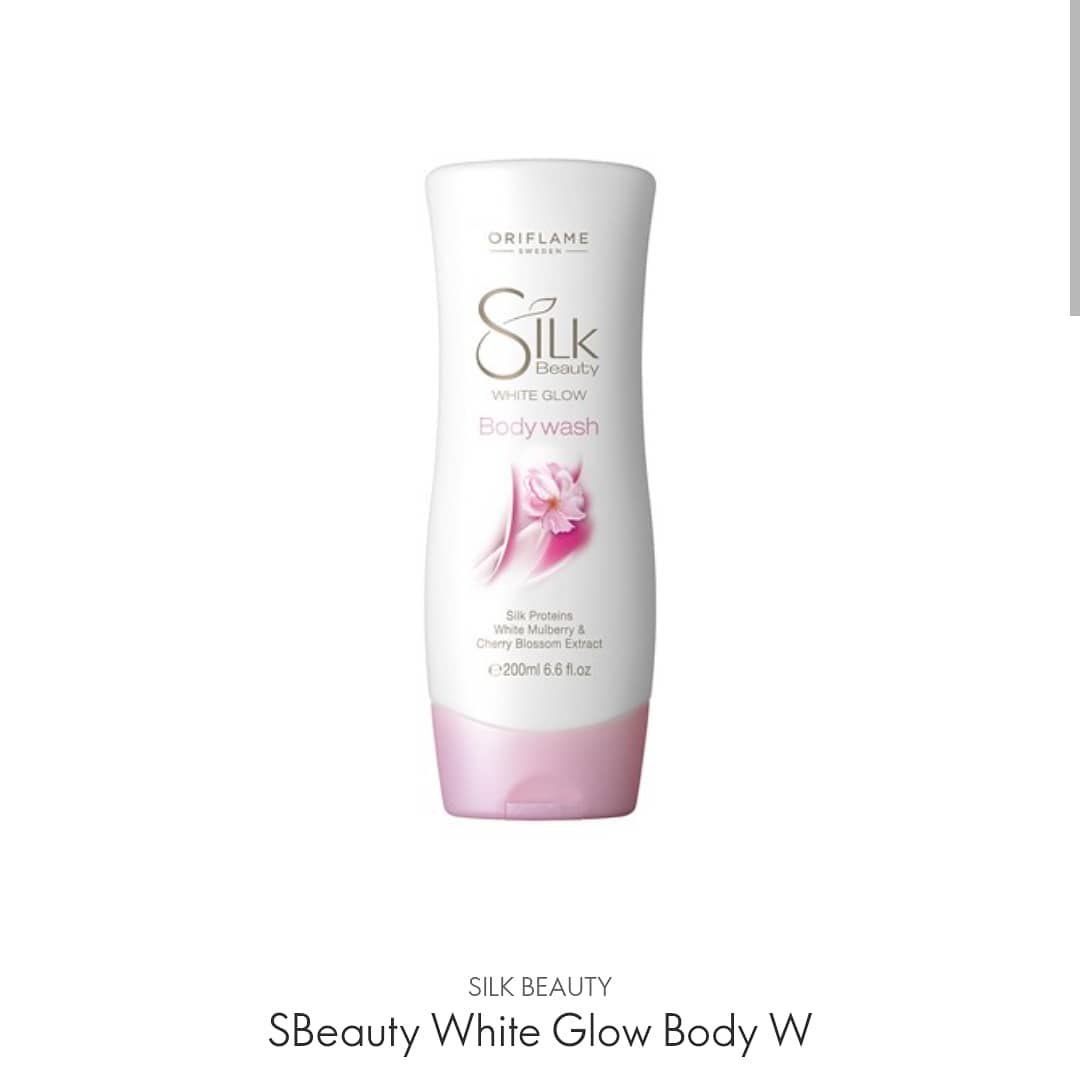 ORIFLAME
SWEDEN
SILK
Beauty
WHITE GLOW
Body wash
Silk Proteins
White Mulberry &
Cherry Blossom Extract
℮200ml 6.6 fl.oz
SILK BEAUTY
SBeauty White Glow Body W